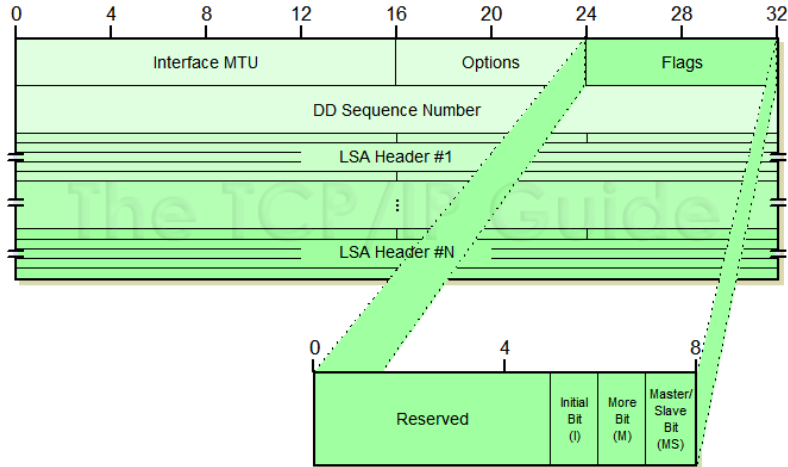 0 4 8 12 16 20 24 28 32
Interface MTU Options Flags
DD Sequence Number
LSA Header #1
The TCP/IP Guide
⋮
LSA Header #N
0 4 8
Reserved
Initial
Bit
(I)
More
Bit
(M)
Master/
Slave
Bit
(MS)